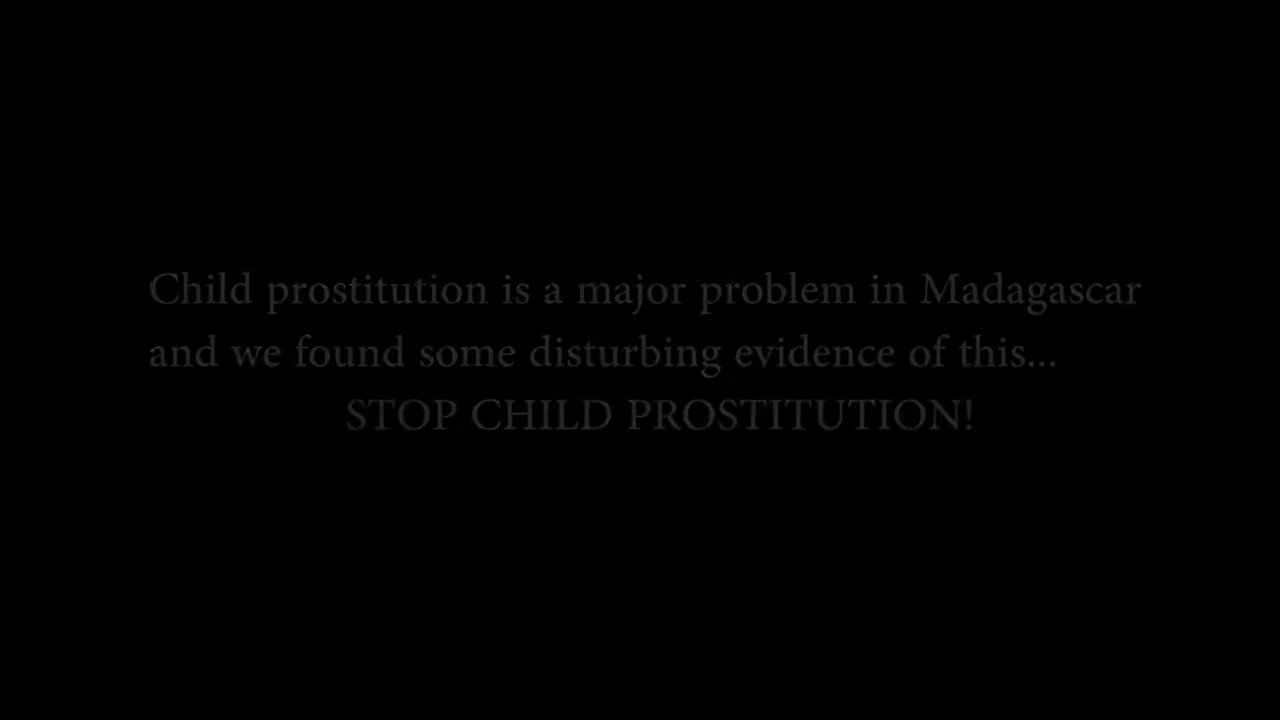 Child prostitution is a major problem in Madagascar
and we found some disturbing evidence of this...
STOP CHILD PROSTITUTION!